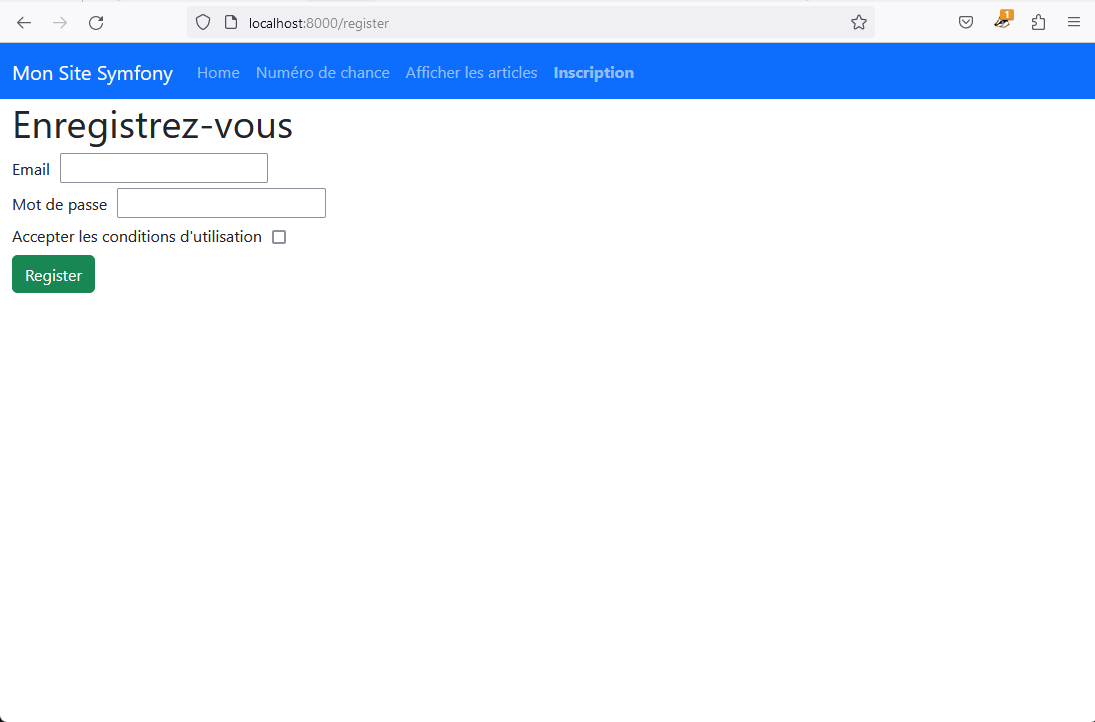 localhost:8000/register
1
Mon Site Symfony Home Numéro de chance Afficher les articles Inscription
Enregistrez-vous
Email
Mot de passe
Accepter les conditions d'utilisation
Register